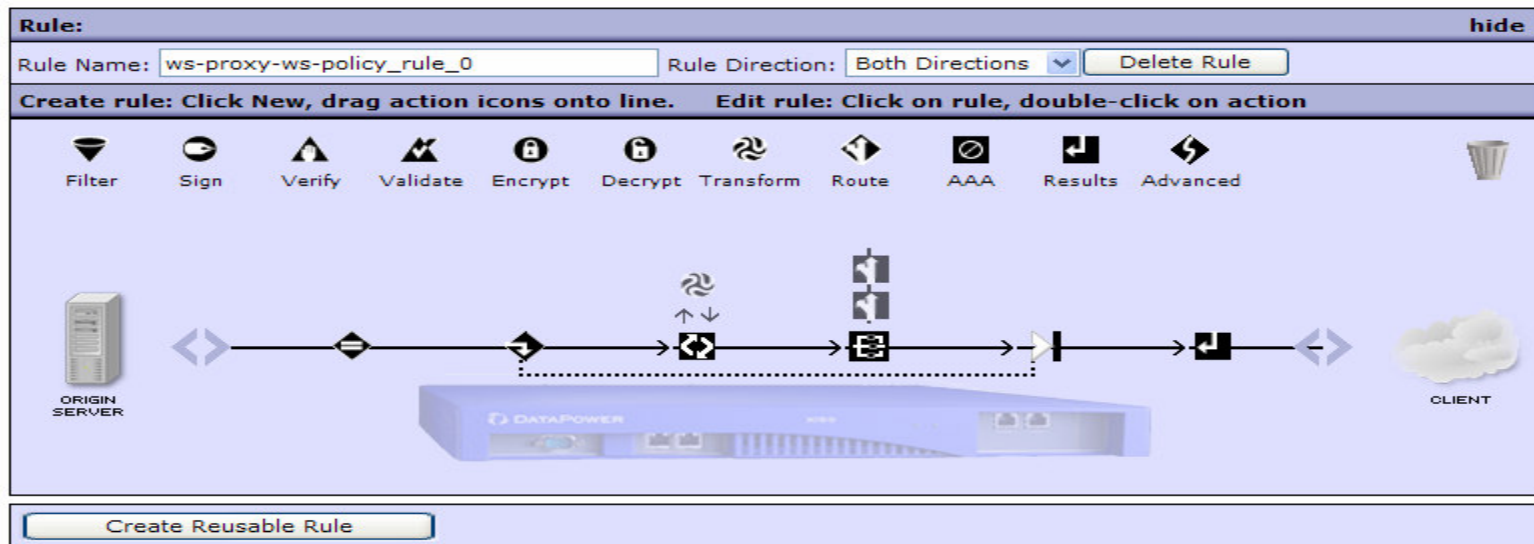 Rule: hide
Rule Name: ws-proxy-ws-policy_rule_0 Rule Direction: Both Directions Delete Rule
Create rule: Click New, drag action icons onto line. Edit rule: Click on rule, double-click on action
Filter Sign Verify Validate Encrypt Decrypt Transform Route AAA Results Advanced
ORIGIN
SERVER
CLIENT
DATAPOWER
Create Reusable Rule